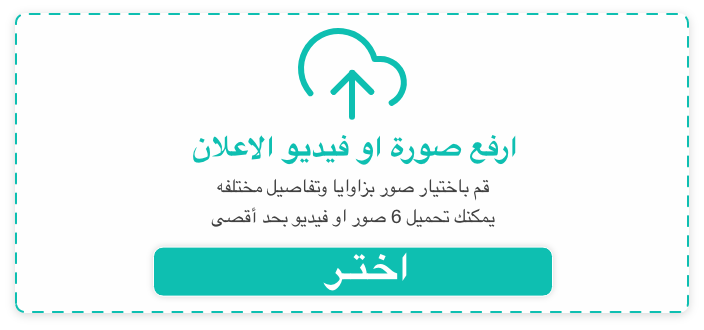 ارفع صورة او فيديو الاعلان
قم باختيار صور بزاوايا وتفاصيل مختلفه
يمكنك تحميل 6 صور او فيديو بحد أقصى
اختر